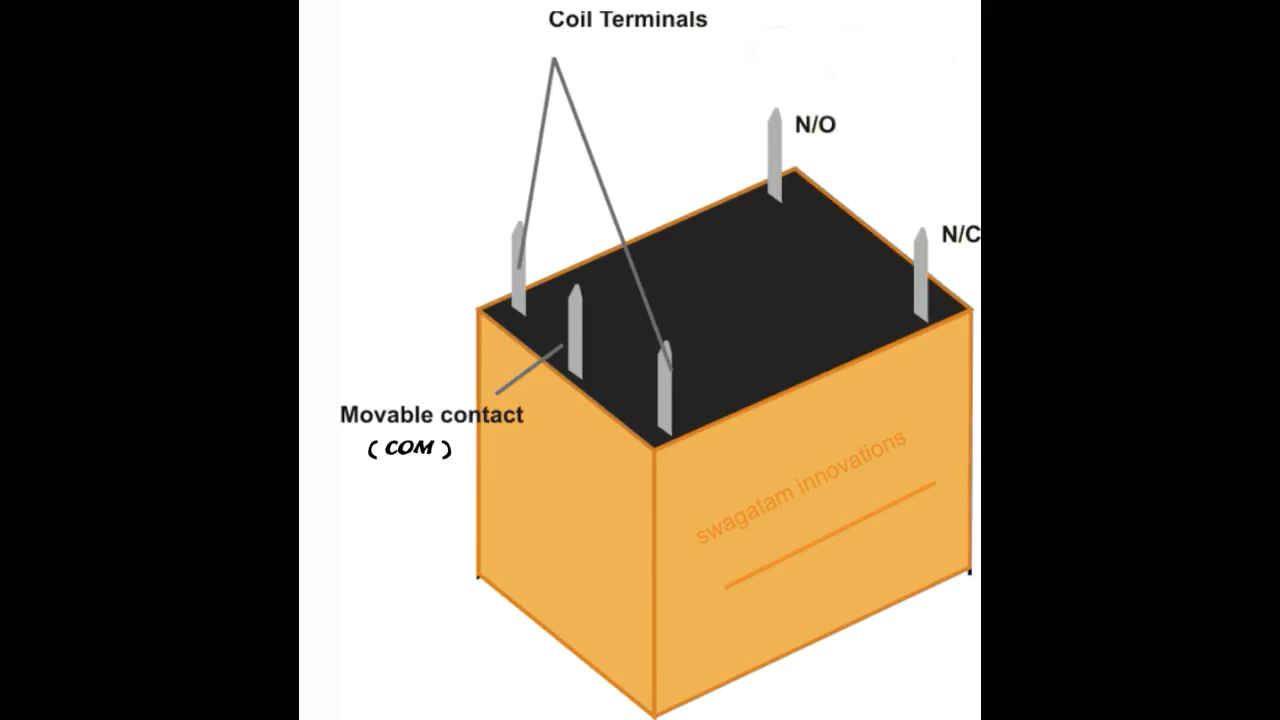 Coil Terminals
N/O
N/C
Movable contact
( COM )
swagatam innovations